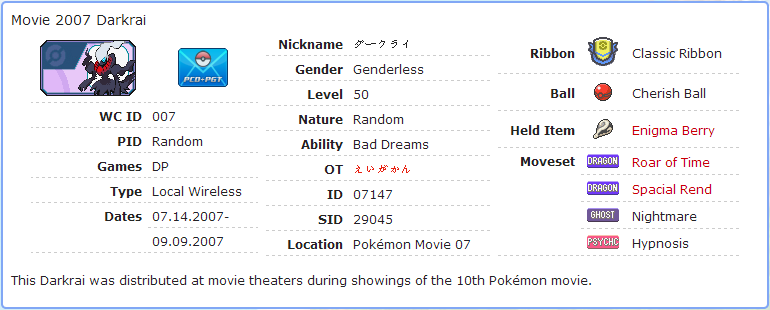 Movie 2007 Darkrai
PCD・PGT
WC ID 007
PID Random
Games DP
Type Local Wireless
Dates 07.14.2007-
09.09.2007
Nickname ダークライ
Gender Genderless
Level 50
Nature Random
Ability Bad Dreams
OT えいがかん
ID 07147
SID 29045
Location Pokémon Movie 07
Ribbon Classic Ribbon
Ball Cherish Ball
Held Item Enigma Berry
Moveset DRAGON Roar of Time
DRAGON Spacial Rend
GHOST Nightmare
PSYCHC Hypnosis
This Darkrai was distributed at movie theaters during showings of the 10th Pokémon movie.